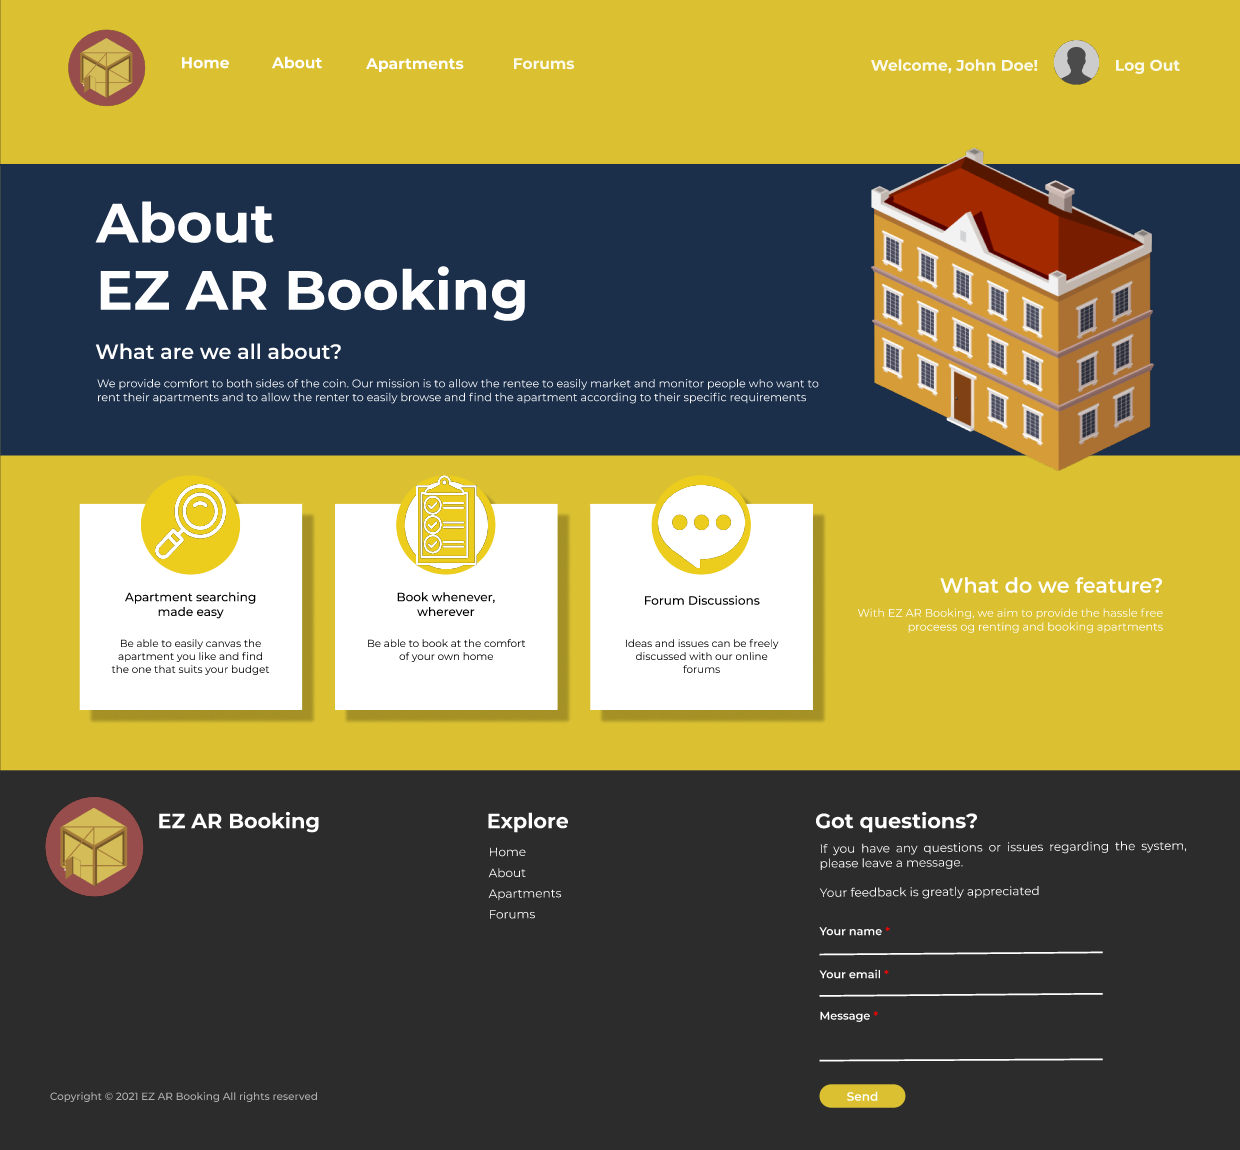 Home About Apartments Forums Welcome, John Doe! Log Out
About
EZ AR Booking
What are we all about?
We provide comfort to both sides of the coin. Our mission is to allow the rentee to easily market and monitor people who want to
rent their apartments and to allow the renter to easily browse and find the apartment according to their specific requirements
Apartment searching
made easy
Be able to easily canvas the
apartment you like and find
the one that suits your budget
Book whenever,
wherever
Be able to book at the comfort
of your own home
Forum Discussions
Ideas and issues can be freely
discussed with our online
forums
What do we feature?
With EZ AR Booking, we aim to provide the hassle free
proceess og renting and booking apartments
EZ AR Booking
Explore
Home
About
Apartments
Forums
Got questions?
If you have any questions or issues regarding the system,
please leave a message.
Your feedback is greatly appreciated
Your name *
Your email *
Message *
Send
Copyright © 2021 EZ AR Booking All rights reserved